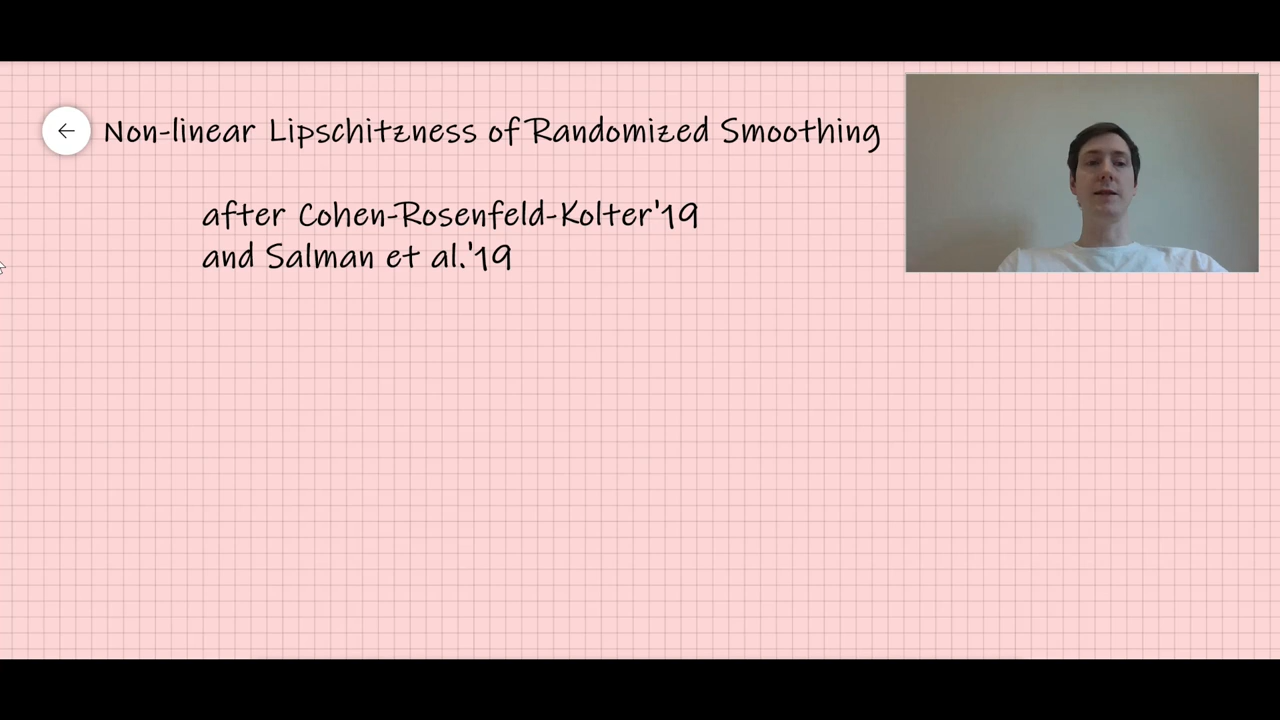 Non-linear Lipschitzness of Randomized Smoothing
after Cohen-Rosenfeld-Kolter'19
and Salman et al.'19